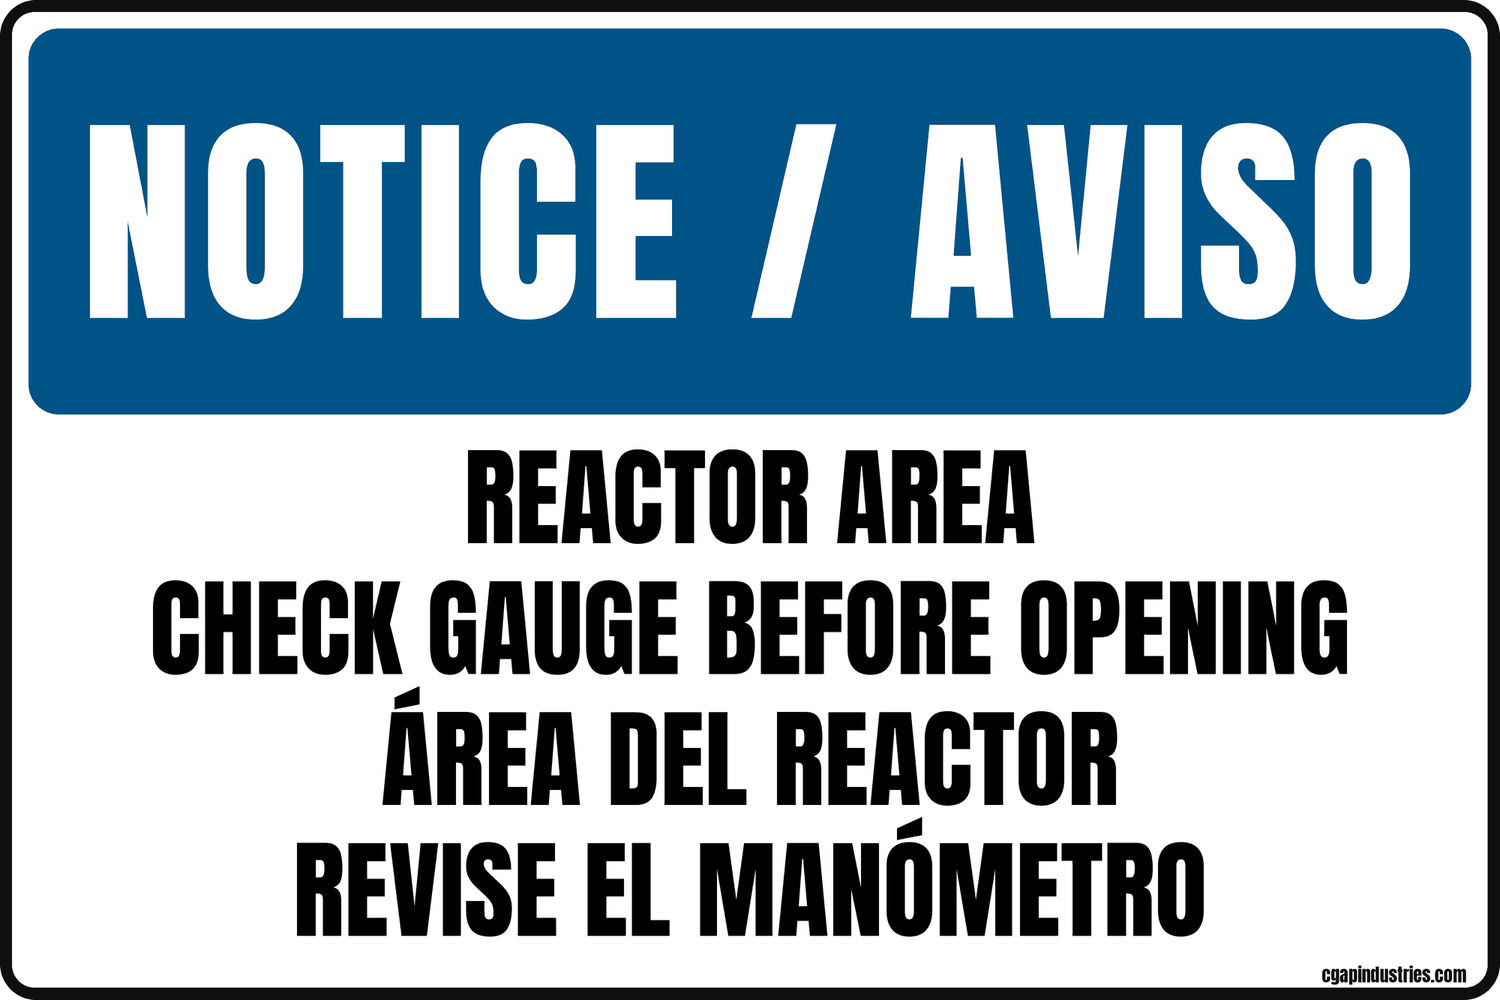 NOTICE / AVISO
REACTOR AREA
CHECK GAUGE BEFORE OPENING
ÁREA DEL REACTOR
REVISE EL MANÓMETRO
cgapindustries.com